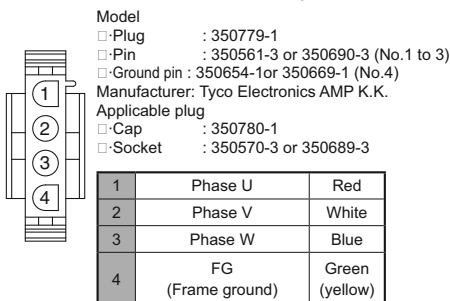 Model
□·Plug : 350779-1
□·Pin : 350561-3 or 350690-3 (No.1 to 3)
□·Ground pin : 350654-1or 350669-1 (No.4)
Manufacturer: Tyco Electronics AMP K.K.
Applicable plug
□·Cap : 350780-1
□·Socket : 350570-3 or 350689-3
1
2
3
4
1 Phase U Red
2 Phase V White
3 Phase W Blue
4 FG (Frame ground) Green (yellow)